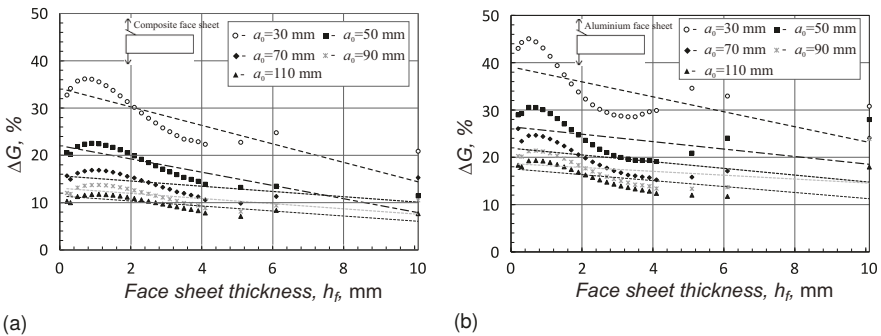 50
40
30
20
10
0
ΔG, %
Composite face sheet
a₀=30 mm
a₀=50 mm
a₀=70 mm
a₀=90 mm
a₀=110 mm
0 2 4 6 8 10
Face sheet thickness, h_f, mm
(a)
50
40
30
20
10
0
ΔG, %
Aluminium face sheet
a₀=30 mm
a₀=50 mm
a₀=70 mm
a₀=90 mm
a₀=110 mm
0 2 4 6 8 10
Face sheet thickness, h_f, mm
(b)